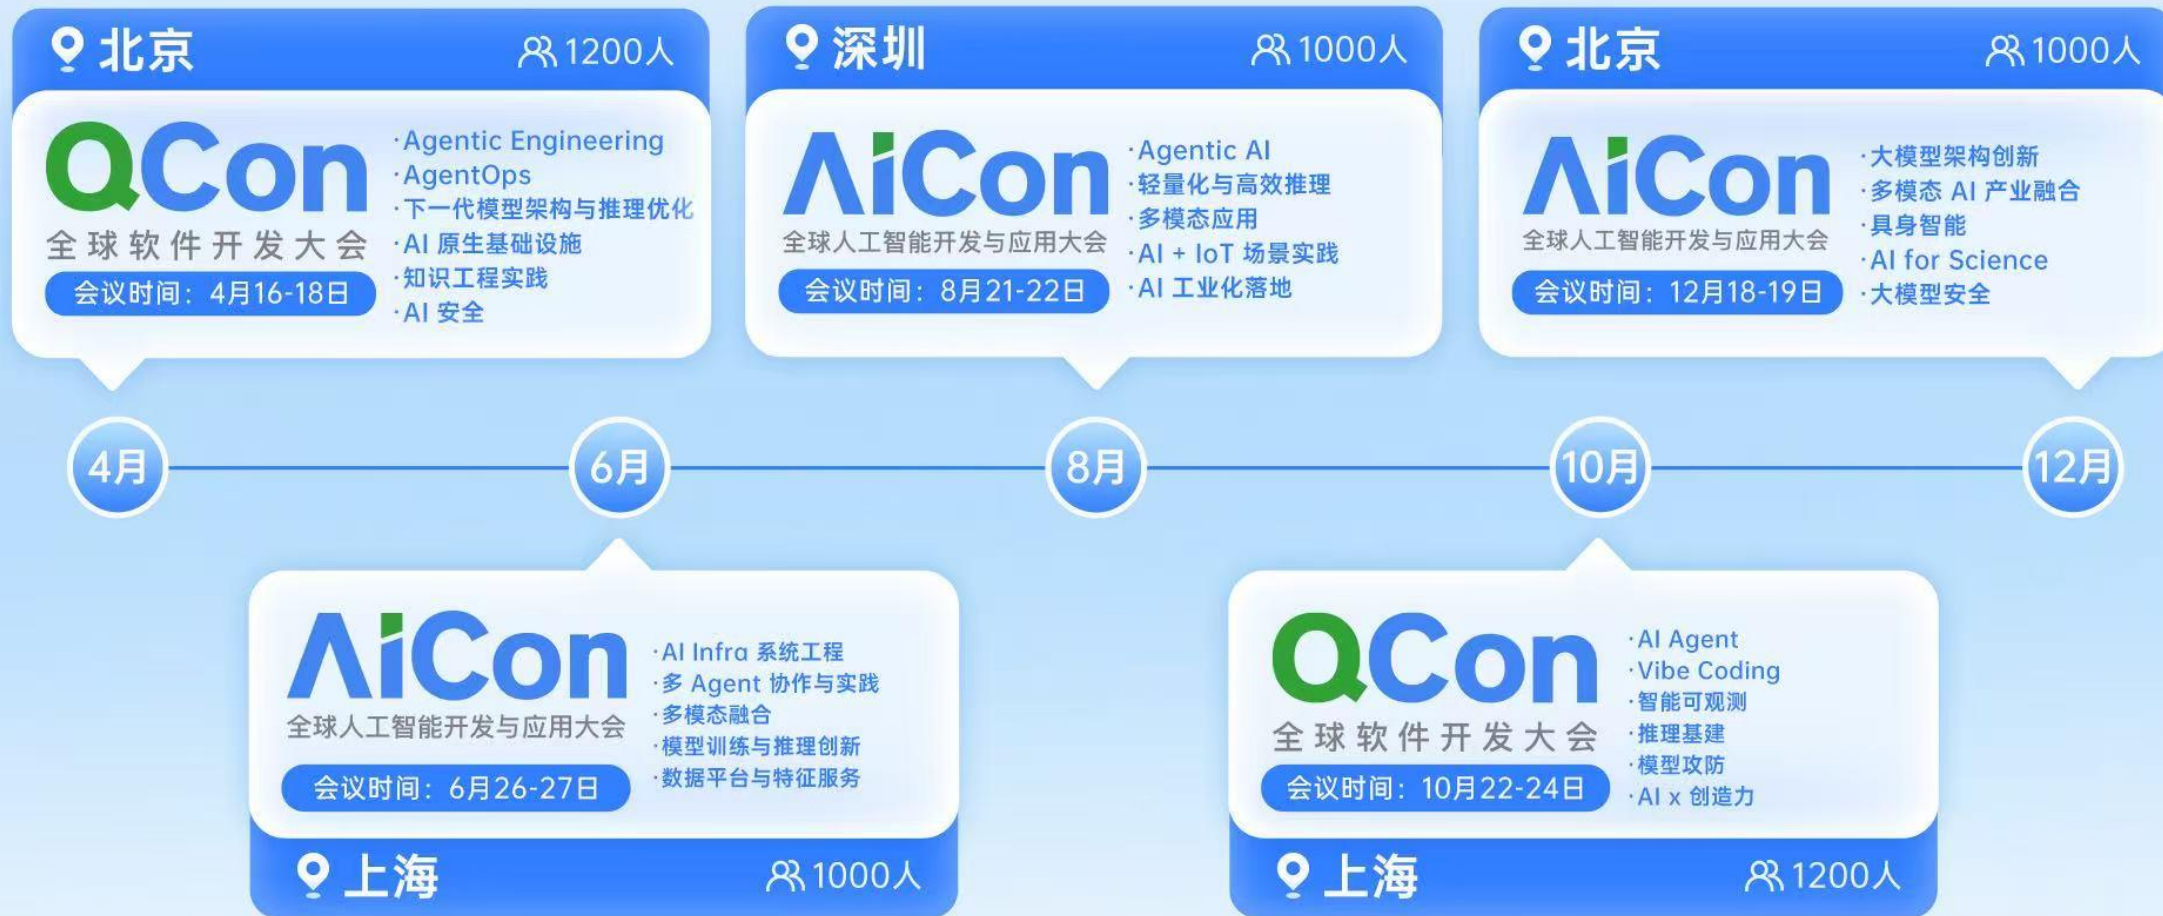 北京
1200人
QCon
全球软件开发大会
会议时间：4月16-18日
·Agentic Engineering
·AgentOps
·下一代模型架构与推理优化
·AI 原生基础设施
·知识工程实践
·AI 安全
深圳
1000人
AiCon
全球人工智能开发与应用大会
会议时间：8月21-22日
·Agentic AI
·轻量化与高效推理
·多模态应用
·AI + IoT 场景实践
·AI 工业化落地
北京
1000人
AiCon
全球人工智能开发与应用大会
会议时间：12月18-19日
·大模型架构创新
·多模态 AI 产业融合
·具身智能
·AI for Science
·大模型安全
4月
6月
8月
10月
12月
AiCon
全球人工智能开发与应用大会
会议时间：6月26-27日
·AI Infra 系统工程
·多 Agent 协作与实践
·多模态融合
·模型训练与推理创新
·数据平台与特征服务
上海
1000人
QCon
全球软件开发大会
会议时间：10月22-24日
·AI Agent
·Vibe Coding
·智能可观测
·推理基建
·模型攻防
·AI x 创造力
上海
1200人